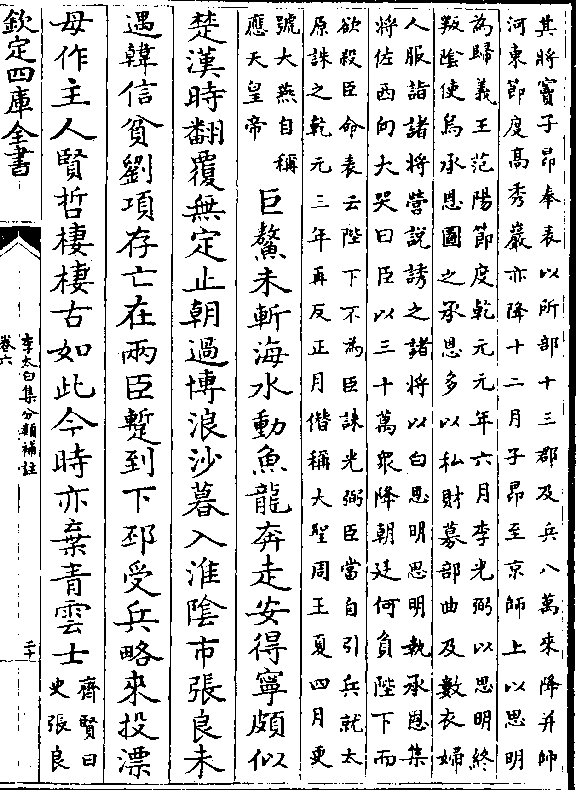 其將竇子昂奉表以所部十三郡及兵八萬來降并帥
河東節度高秀巖亦降十二月子昂至京師上以思明
為歸義王范陽節度乾元元年六月李光弼以思明終
叛陰使烏承恩圖之承恩多以私財募部曲及數衣婦
人服詣諸將營說誘之諸將以白思明思明執承恩集
將佐西向大哭曰臣以三十萬衆降朝廷何負陛下而
欲殺臣命表云陛下不為臣誅光弼臣當自引兵就太
原誅之乾元三年再反正月僭稱大聖周王夏四月更
號大燕自稱
應天皇帝
巨鰲未斬海水動魚龍奔走安得寧頗似
楚漢時翻覆無定止朝過博浪沙暮入淮陰市張良未
遇韓信貧劉項存亡在兩臣蹔到下邳受兵略來投漂
母作主人賢哲棲棲古如此今時亦棄青雲士
齊賢曰
史張良
欽定四庫全書
李太白集分類補註
卷六
二十